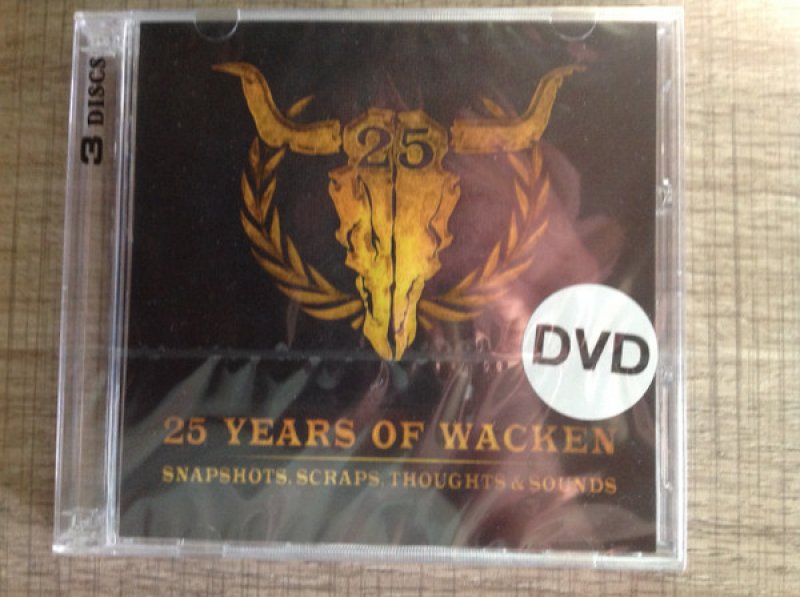 3 DISCS
25
DVD
25 YEARS OF WACKEN
SNAPSHOTS, SCRAPS, THOUGHTS & SOUNDS